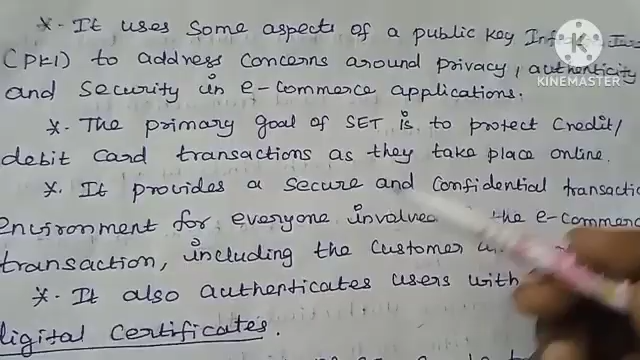 *. It uses some aspects of a public key
(PKI) to address concerns around privacy, authenticity
and security in e-commerce applications.
*. The primary goal of SET is to protect credit/
debit card transactions as they take place online.
*. It provides a secure and confidential
environment for everyone the
transaction, including the customer
*. It also authenticates users with
digital certificates.
KINEMASTER